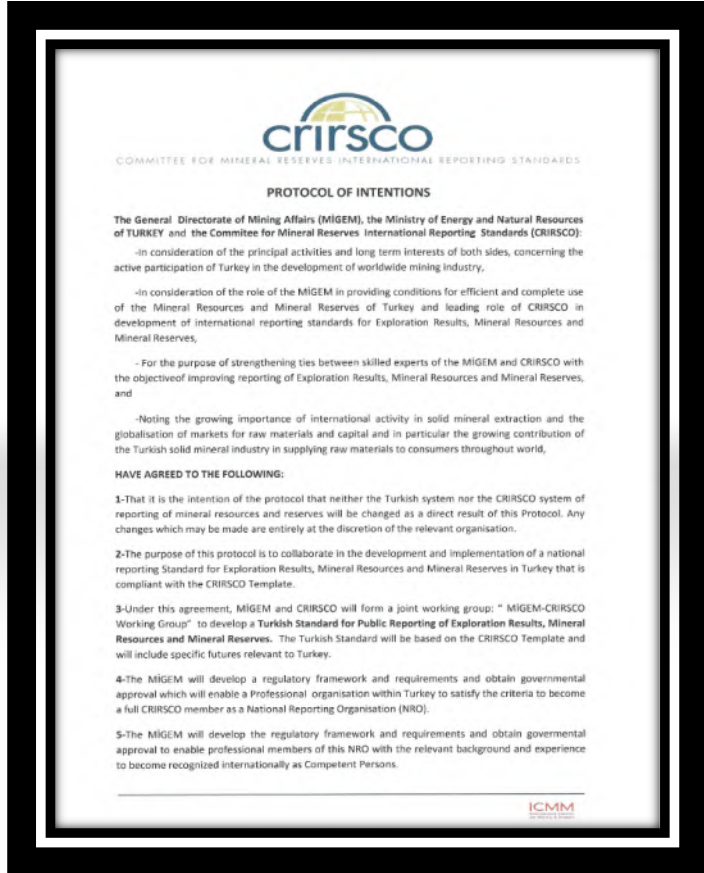 crirsco
COMMITTEE FOR MINERAL RESERVES INTERNATIONAL REPORTING STANDARDS
PROTOCOL OF INTENTIONS
The General Directorate of Mining Affairs (MİGEM), the Ministry of Energy and Natural Resources
of TURKEY and the Commitee for Mineral Reserves International Reporting Standards (CRIRSCO):
-In consideration of the principal activities and long term interests of both sides, concerning the
active participation of Turkey in the development of worldwide mining industry,
-In consideration of the role of the MİGEM in providing conditions for efficient and complete use
of the Mineral Resources and Mineral Reserves of Turkey and leading role of CRIRSCO in
development of international reporting standards for Exploration Results, Mineral Resources and
Mineral Reserves,
- For the purpose of strengthening ties between skilled experts of the MİGEM and CRIRSCO with
the objectiveof improving reporting of Exploration Results, Mineral Resources and Mineral Reserves,
and
-Noting the growing importance of international activity in solid mineral extraction and the
globalisation of markets for raw materials and capital and in particular the growing contribution of
the Turkish solid mineral industry in supplying raw materials to consumers throughout world,
HAVE AGREED TO THE FOLLOWING:
1-That it is the intention of the protocol that neither the Turkish system nor the CRIRSCO system of
reporting of mineral resources and reserves will be changed as a direct result of this Protocol. Any
changes which may be made are entirely at the discretion of the relevant organisation.
2-The purpose of this protocol is to collaborate in the development and implementation of a national
reporting Standard for Exploration Results, Mineral Resources and Mineral Reserves in Turkey that is
compliant with the CRIRSCO Template.
3-Under this agreement, MİGEM and CRIRSCO will form a joint working group: " MİGEM-CRIRSCO
Working Group" to develop a Turkish Standard for Public Reporting of Exploration Results, Mineral
Resources and Mineral Reserves. The Turkish Standard will be based on the CRIRSCO Template and
will include specific futures relevant to Turkey.
4-The MİGEM will develop a regulatory framework and requirements and obtain governmental
approval which will enable a Professional organisation within Turkey to satisfy the criteria to become
a full CRIRSCO member as a National Reporting Organisation (NRO).
5-The MİGEM will develop the regulatory framework and requirements and obtain govermental
approval to enable professional members of this NRO with the relevant background and experience
to become recognized internationally as Competent Persons.
ICMM